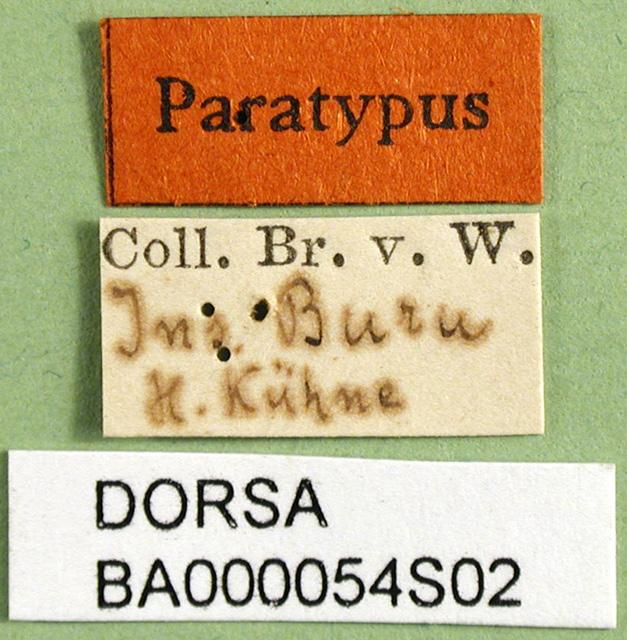 Paratypus
Coll. Br. v. W.
Ins. Buru
H. Kühne
DORSA
BA000054S02